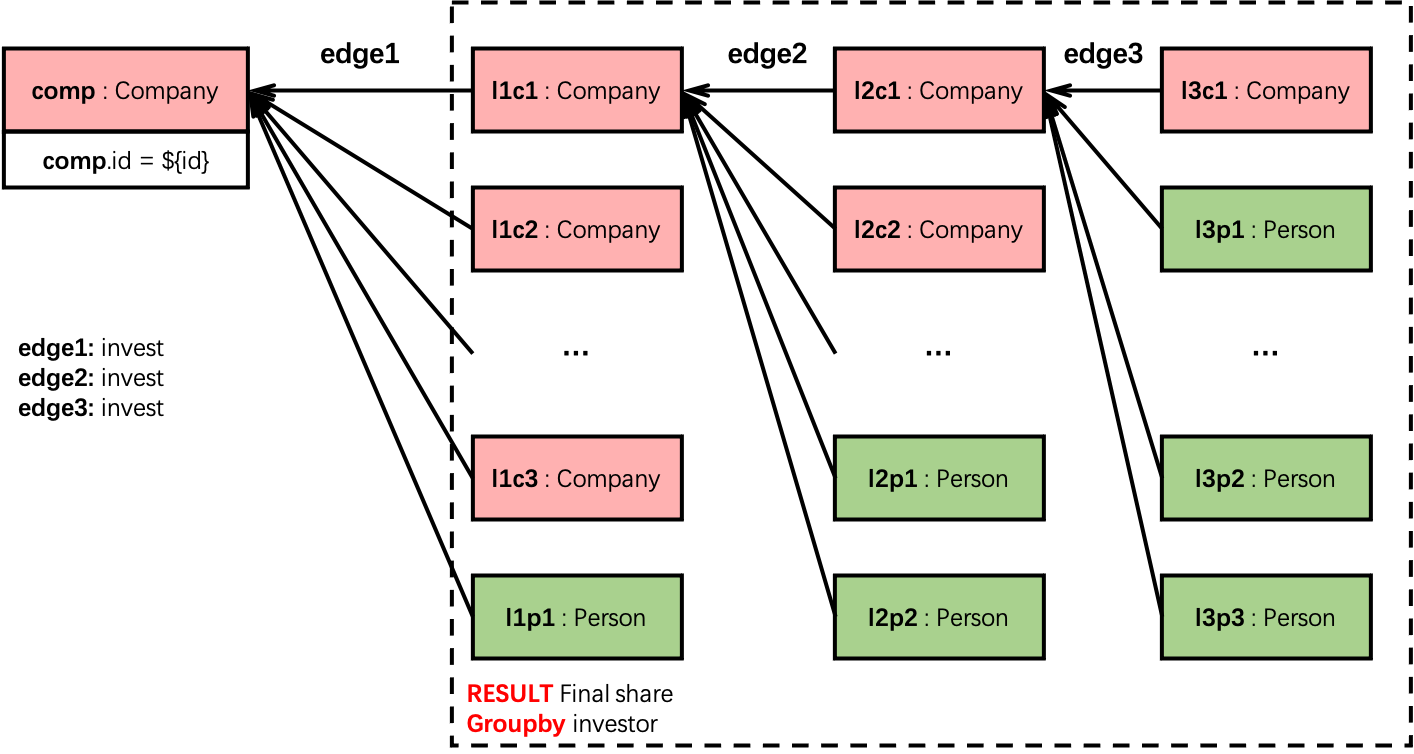 edge1
edge2
edge3
comp : Company
l1c1 : Company
l2c1 : Company
l3c1 : Company
comp.id = ${id}
l1c2 : Company
l2c2 : Company
l3p1 : Person
edge1: invest
edge2: invest
edge3: invest
... 
...
...
l1c3 : Company
l2p1 : Person
l3p2 : Person
l1p1 : Person
l2p2 : Person
l3p3 : Person
RESULT Final share
Groupby investor